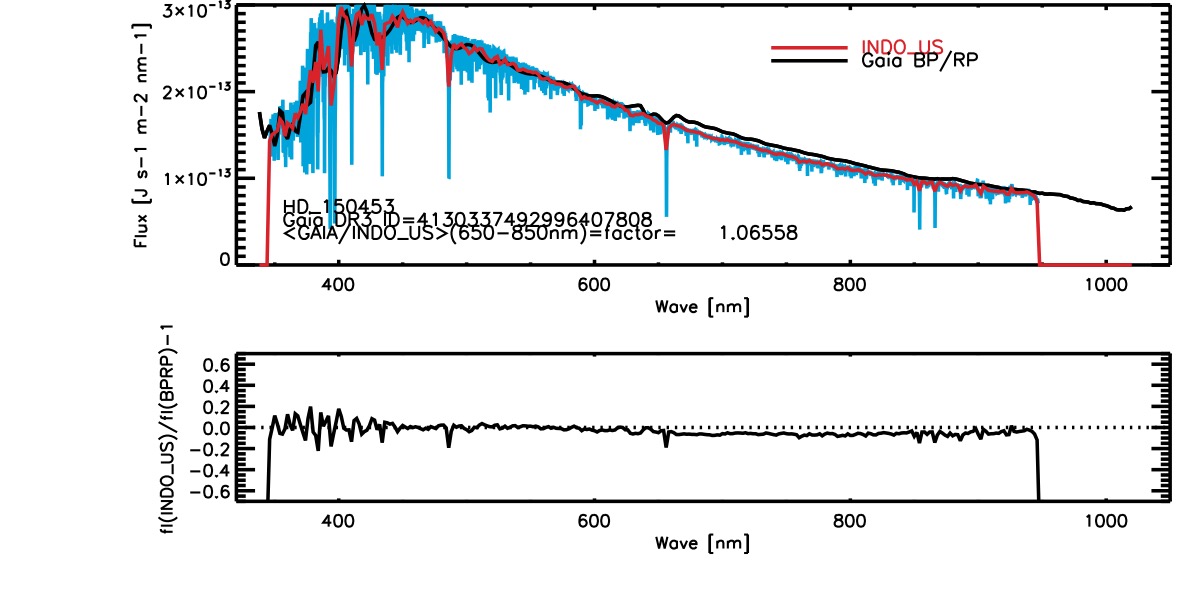 3×10⁻¹³
2×10⁻¹³
1×10⁻¹³
0
Flux [J s−1 m−2 nm−1]
INDO_US
Gaia BP/RP
HD_150453
Gaia DR3 ID=4130337492996407808
<GAIA/INDO_US>(650−850nm)=factor= 1.06558
400 600 800 1000
Wave [nm]
0.6
0.4
0.2
0.0
−0.2
−0.4
−0.6
fl(INDO_US)/fl(BPRP)−1
400 600 800 1000
Wave [nm]